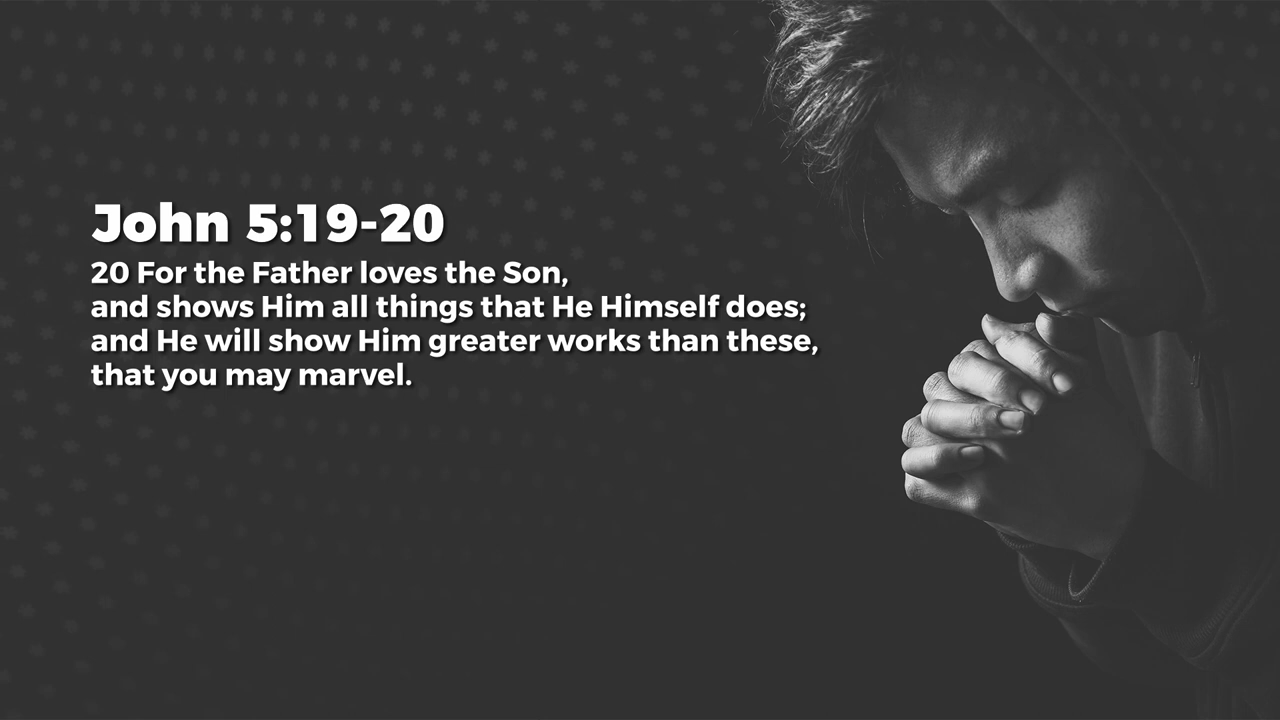 John 5:19-20
20 For the Father loves the Son,
and shows Him all things that He Himself does;
and He will show Him greater works than these,
that you may marvel.